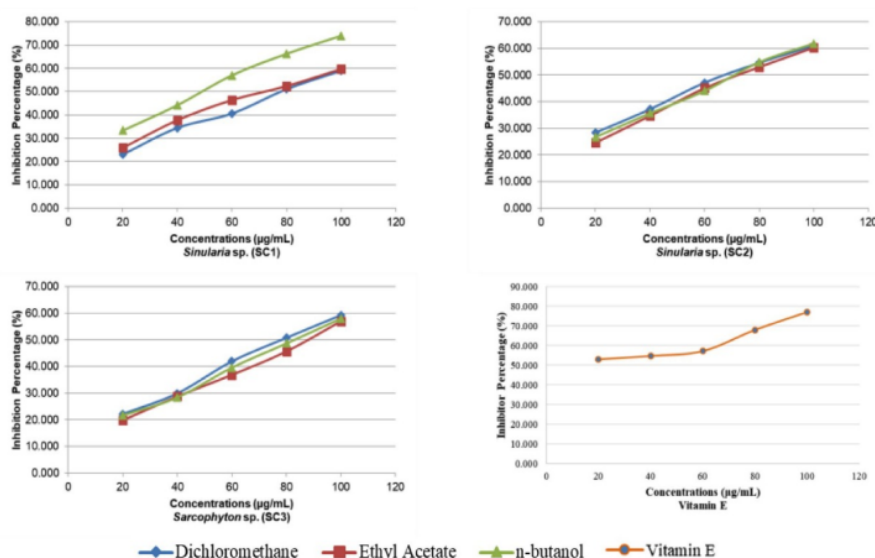 80.000
70.000
60.000
50.000
40.000
30.000
20.000
10.000
0.000
Inhibition Percentage (%)
0 20 40 60 80 100 120
Concentrations (µg/mL)
Sinularia sp. (SC1)
70.000
60.000
50.000
40.000
30.000
20.000
10.000
0.000
Inhibition Percentage (%)
0 20 40 60 80 100 120
Concentrations (µg/mL)
Sinularia sp. (SC2)
70.000
60.000
50.000
40.000
30.000
20.000
10.000
0.000
Inhibition Percentage (%)
0 20 40 60 80 100 120
Concentrations (µg/mL)
Sarcophyton sp. (SC3)
90.000
80.000
70.000
60.000
50.000
40.000
30.000
20.000
10.000
0.000
Inhibitor Percentage (%)
0 20 40 60 80 100 120
Concentrations (µg/mL)
Vitamin E
Dichloromethane Ethyl Acetate n-butanol Vitamin E